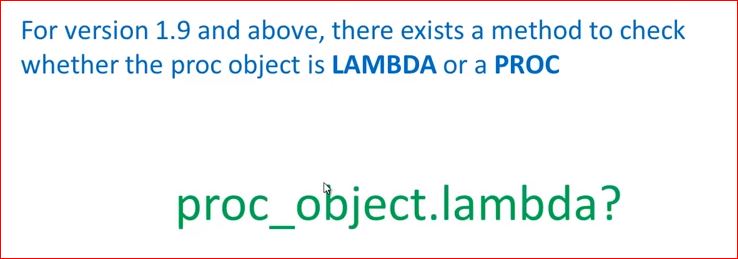 For version 1.9 and above, there exists a method to check
whether the proc object is LAMBDA or a PROC
proc_object.lambda?